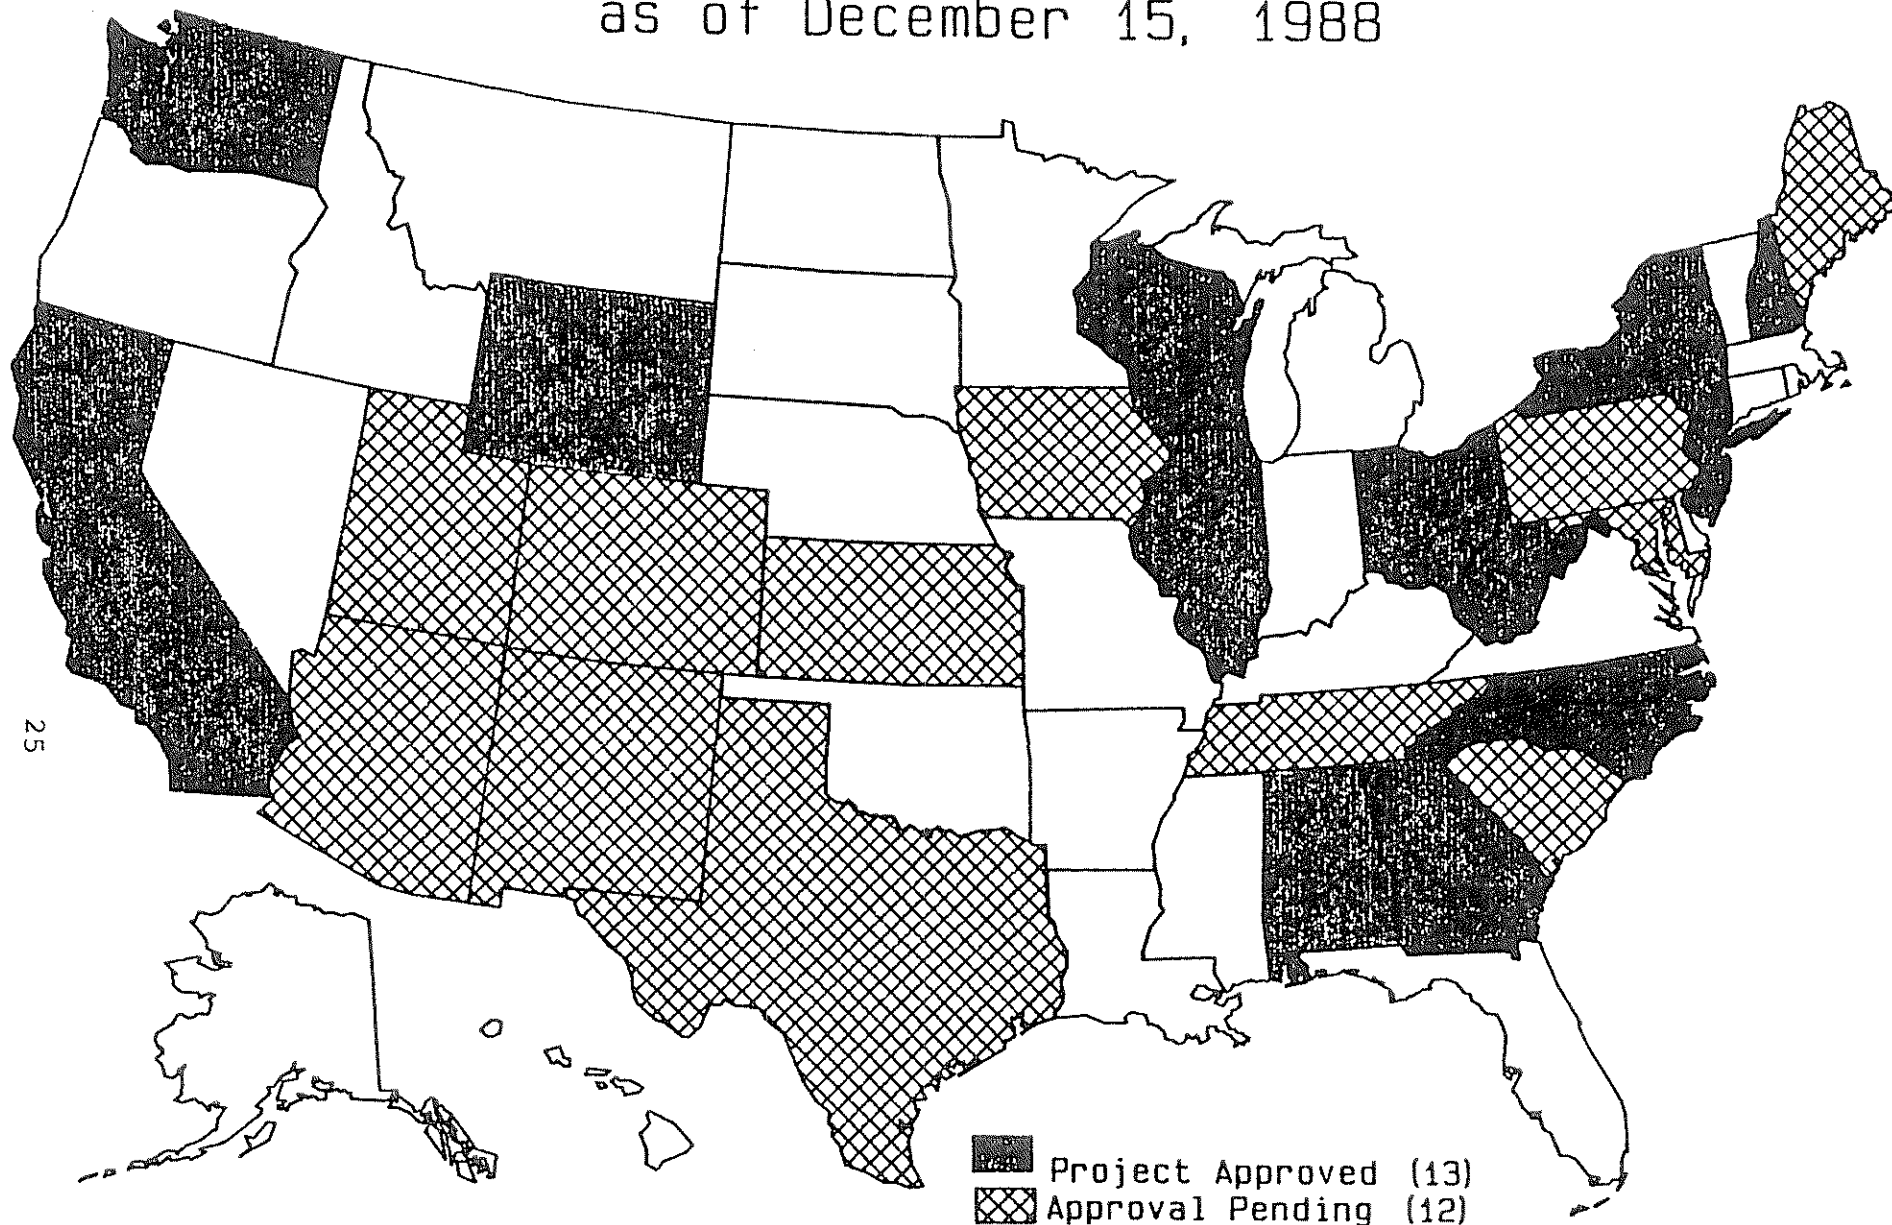 as of December 15, 1988
25
Project Approved (13)
Approval Pending (12)